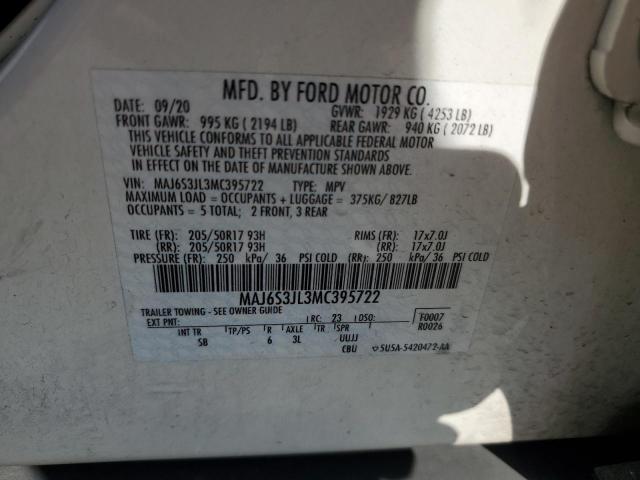 MFD. BY FORD MOTOR CO.
DATE: 09/20 GVWR: 1929 KG ( 4253 LB)
FRONT GAWR: 995 KG ( 2194 LB) REAR GAWR: 940 KG ( 2072 LB)
THIS VEHICLE CONFORMS TO ALL APPLICABLE FEDERAL MOTOR
VEHICLE SAFETY AND THEFT PREVENTION STANDARDS
IN EFFECT ON THE DATE OF MANUFACTURE SHOWN ABOVE.
VIN: MAJ6S3JL3MC395722 TYPE: MPV
MAXIMUM LOAD = OCCUPANTS + LUGGAGE = 375KG/ 827LB
OCCUPANTS = 5 TOTAL; 2 FRONT, 3 REAR
TIRE (FR): 205/50R17 93H RIMS (FR): 17x7.0J
(RR): 205/50R17 93H (RR): 17x7.0J
PRESSURE (FR): 250 kPa/ 36 PSI COLD (RR): 250 kPa/ 36 PSI COLD
MAJ6S3JL3MC395722
TRAILER TOWING - SEE OWNER GUIDE F0007
EXT PNT: RC: 23 DSO: R0026
INT TR TP/PS R AXLE TR SPR UUJJ
SB 6 3L CBU 5U5A-5420472-AA